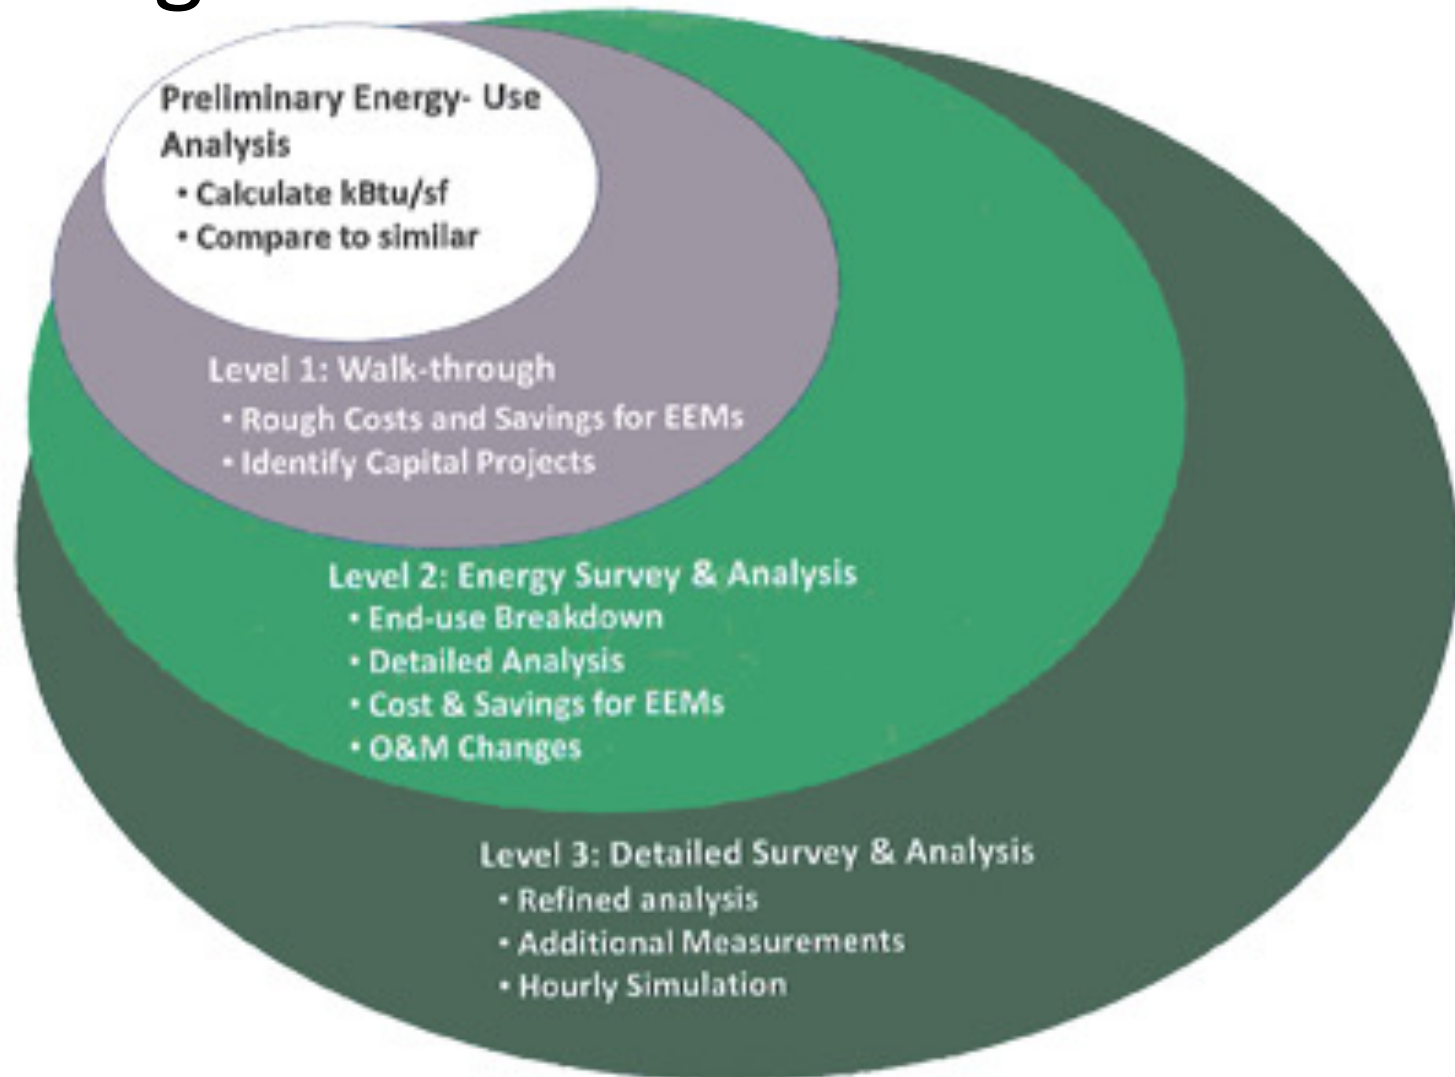 Preliminary Energy- Use
Analysis
• Calculate kBtu/sf
• Compare to similar
Level 1: Walk-through
• Rough Costs and Savings for EEMs
• Identify Capital Projects
Level 2: Energy Survey & Analysis
• End-use Breakdown
• Detailed Analysis
• Cost & Savings for EEMs
• O&M Changes
Level 3: Detailed Survey & Analysis
• Refined analysis
• Additional Measurements
• Hourly Simulation